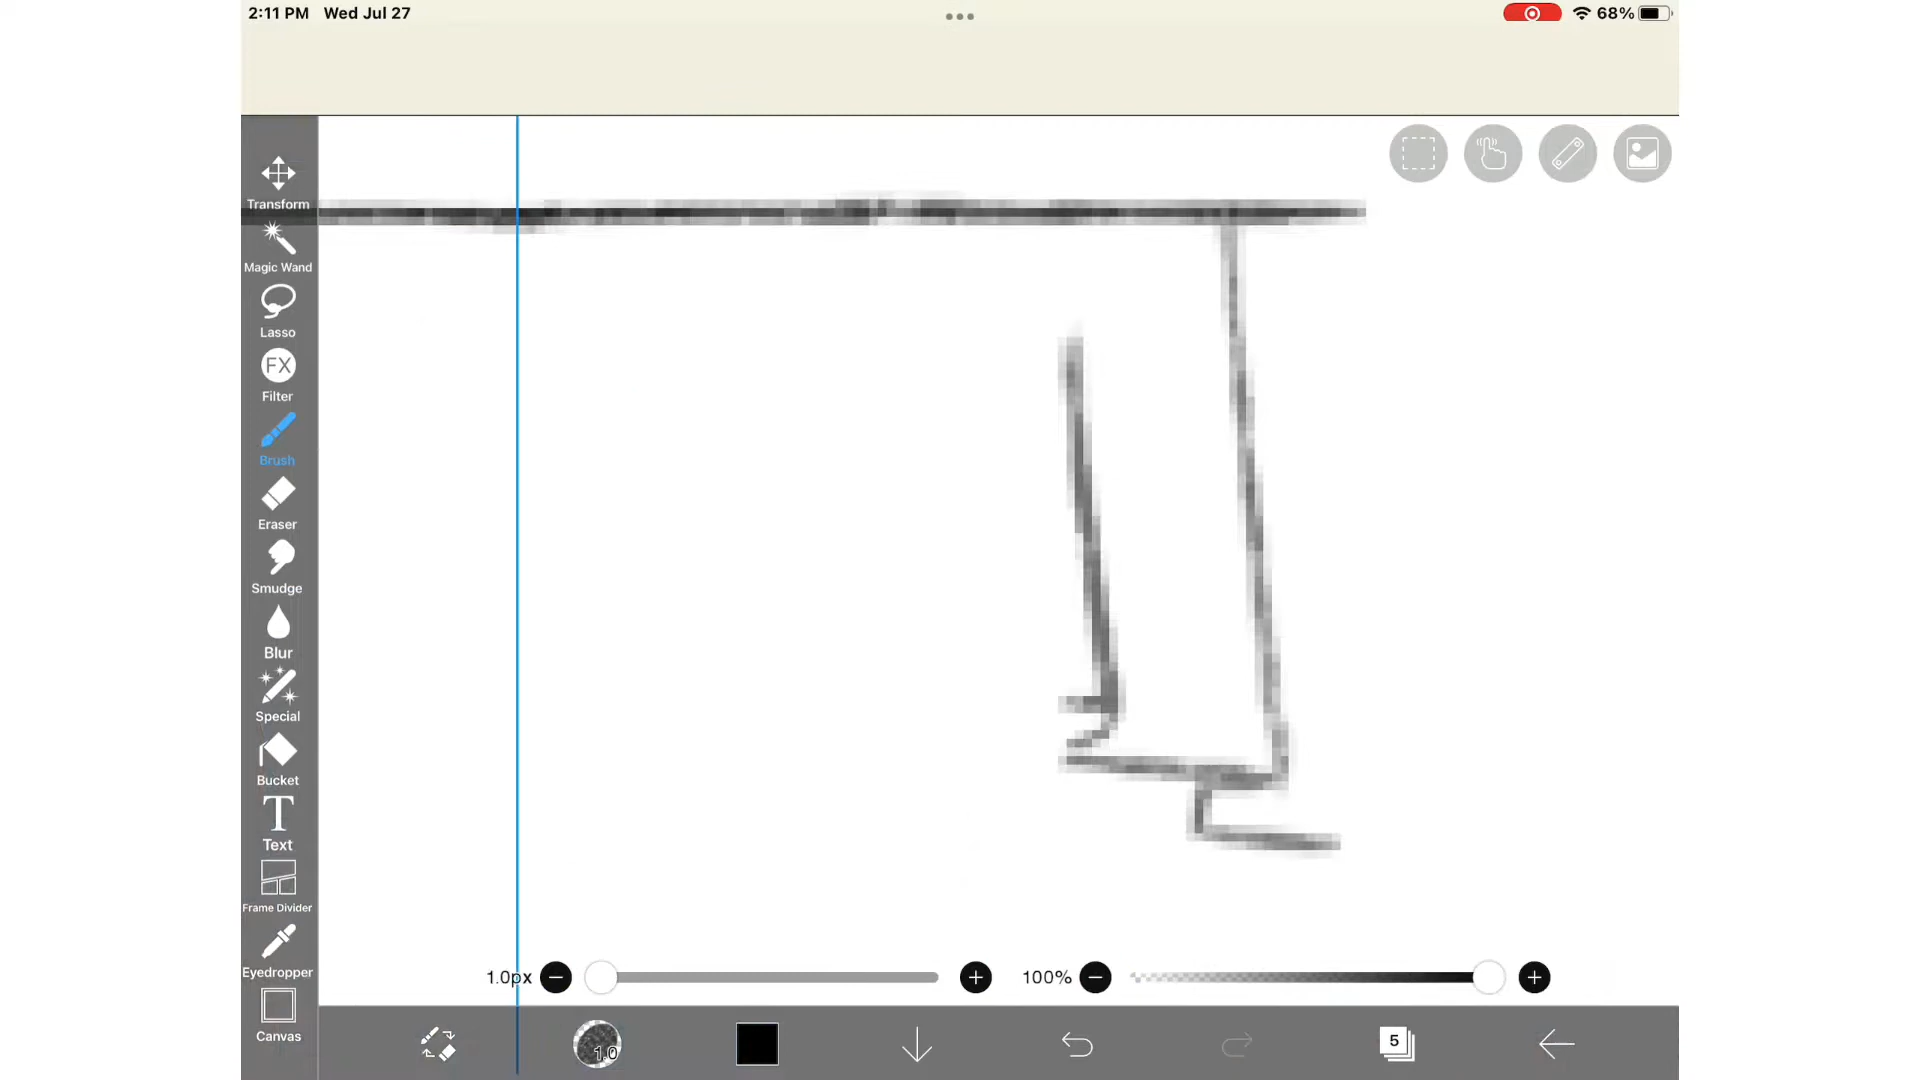 2:11 PM Wed Jul 27
68%
Transform
Magic Wand
Lasso
FX
Filter
Brush
Eraser
Smudge
Blur
Special
Bucket
T
Text
Frame Divider
Eyedropper
Canvas
1.0px
100%
1.0
5